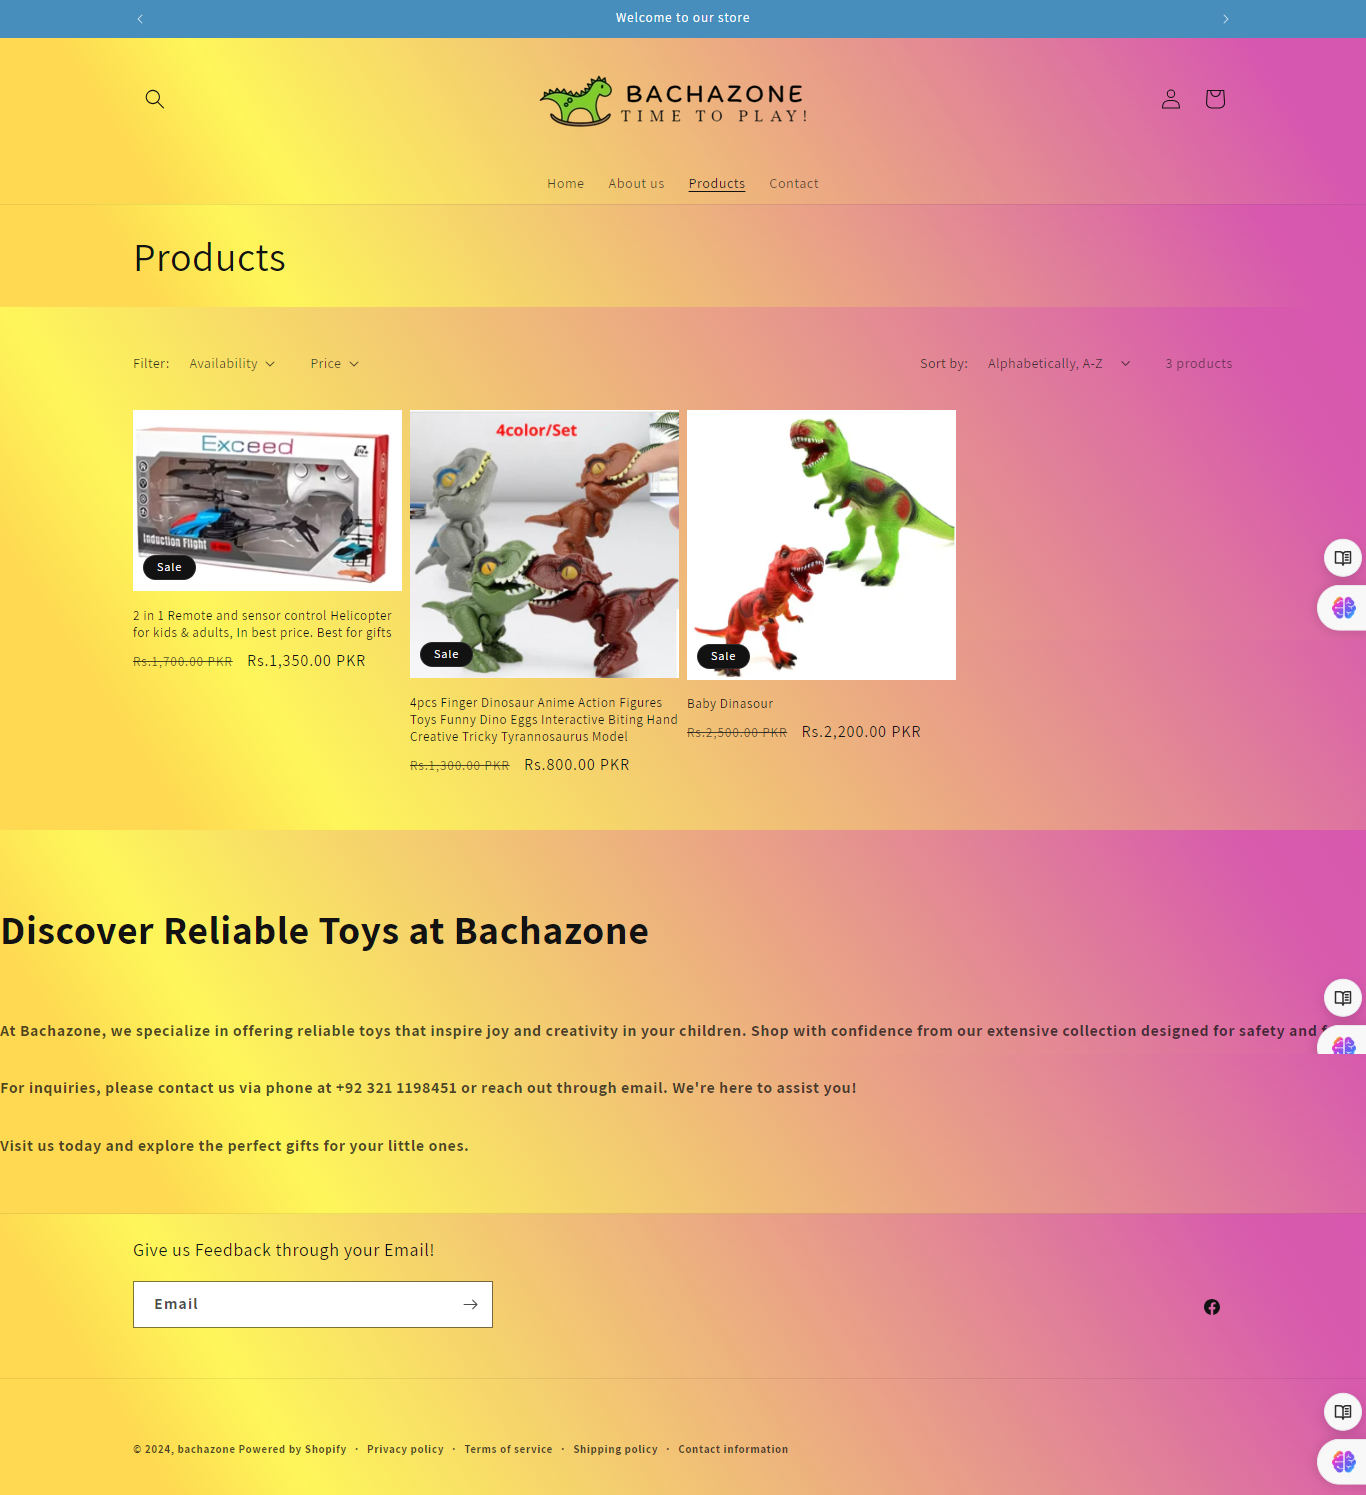 Welcome to our store
BACHAZONE
TIME TO PLAY!
Home About us Products Contact
Products
Filter: Availability Price Sort by: Alphabetically, A-Z 3 products
Exceed
Induction Flight
Sale
2 in 1 Remote and sensor control Helicopter
for kids & adults, In best price. Best for gifts
Rs.1,700.00 PKR Rs.1,350.00 PKR
4color/Set
Sale
4pcs Finger Dinosaur Anime Action Figures
Toys Funny Dino Eggs Interactive Biting Hand
Creative Tricky Tyrannosaurus Model
Rs.1,300.00 PKR Rs.800.00 PKR
Sale
Baby Dinasour
Rs.2,500.00 PKR Rs.2,200.00 PKR
Discover Reliable Toys at Bachazone
At Bachazone, we specialize in offering reliable toys that inspire joy and creativity in your children. Shop with confidence from our extensive collection designed for safety and
For inquiries, please contact us via phone at +92 321 1198451 or reach out through email. We're here to assist you!
Visit us today and explore the perfect gifts for your little ones.
Give us Feedback through your Email!
Email
© 2024, bachazone Powered by Shopify · Privacy policy · Terms of service · Shipping policy · Contact information